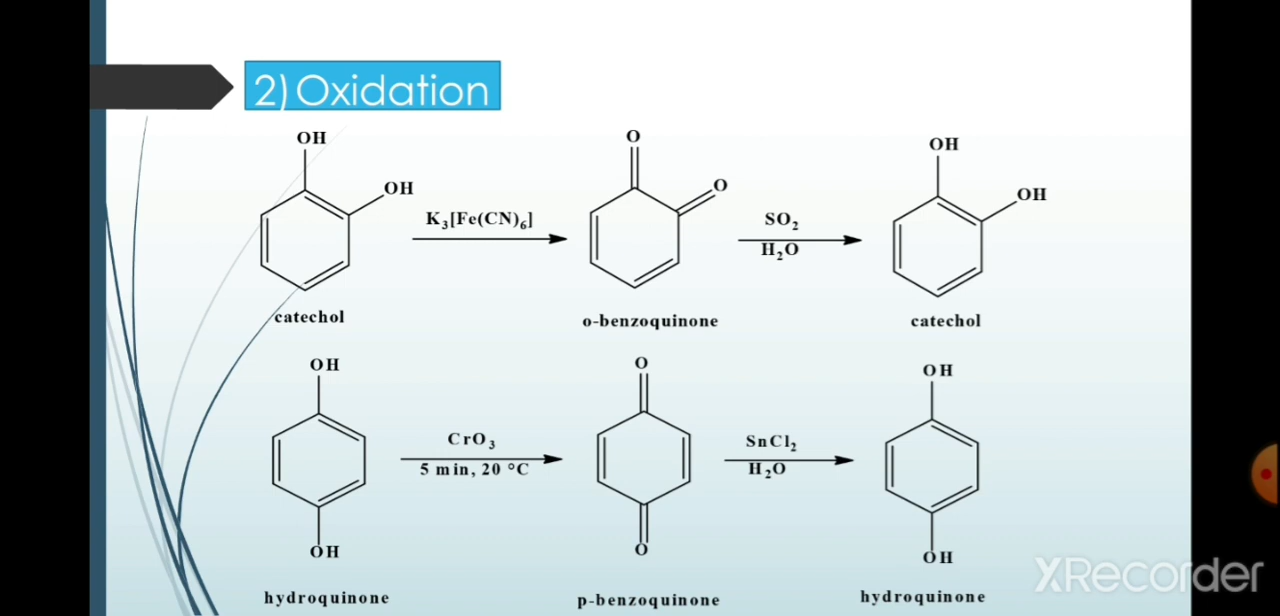 2) Oxidation
OH
OH
K₃[Fe(CN)₆]
O
O
SO₂
H₂O
OH
OH
catechol
o-benzoquinone
catechol
OH
OH
CrO₃
5 min, 20 °C
O
O
SnCl₂
H₂O
OH
OH
hydroquinone
p-benzoquinone
hydroquinone
XRecorder